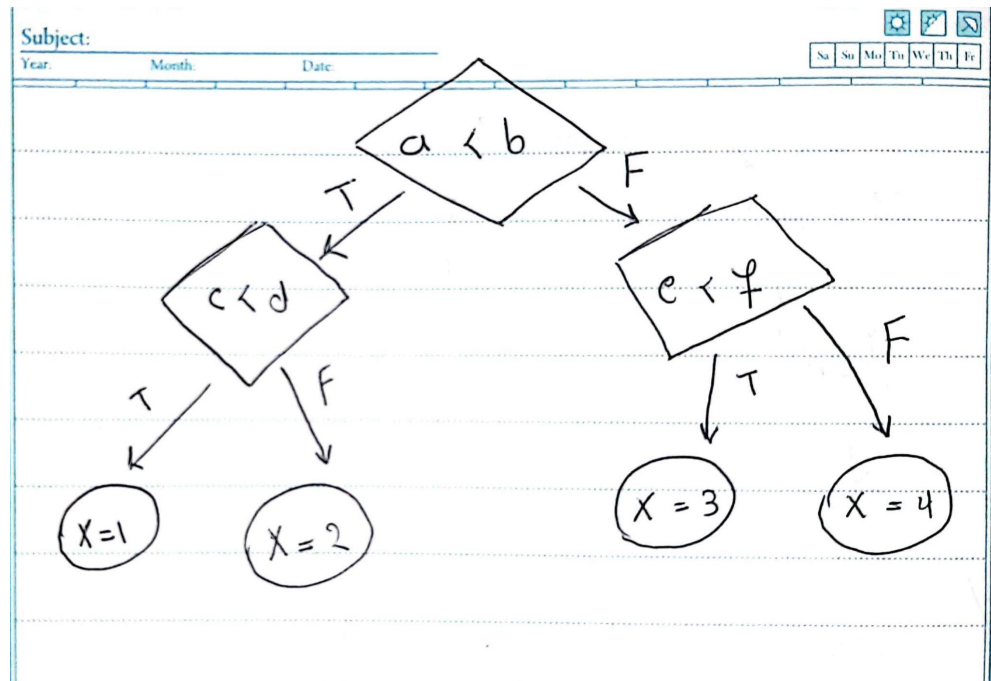 Subject:
Year: Month: Date:
Sa Su Mo Tu We Th Fr
a < b
T F
c < d e < f
T F T F
X = 1 X = 2 X = 3 X = 4